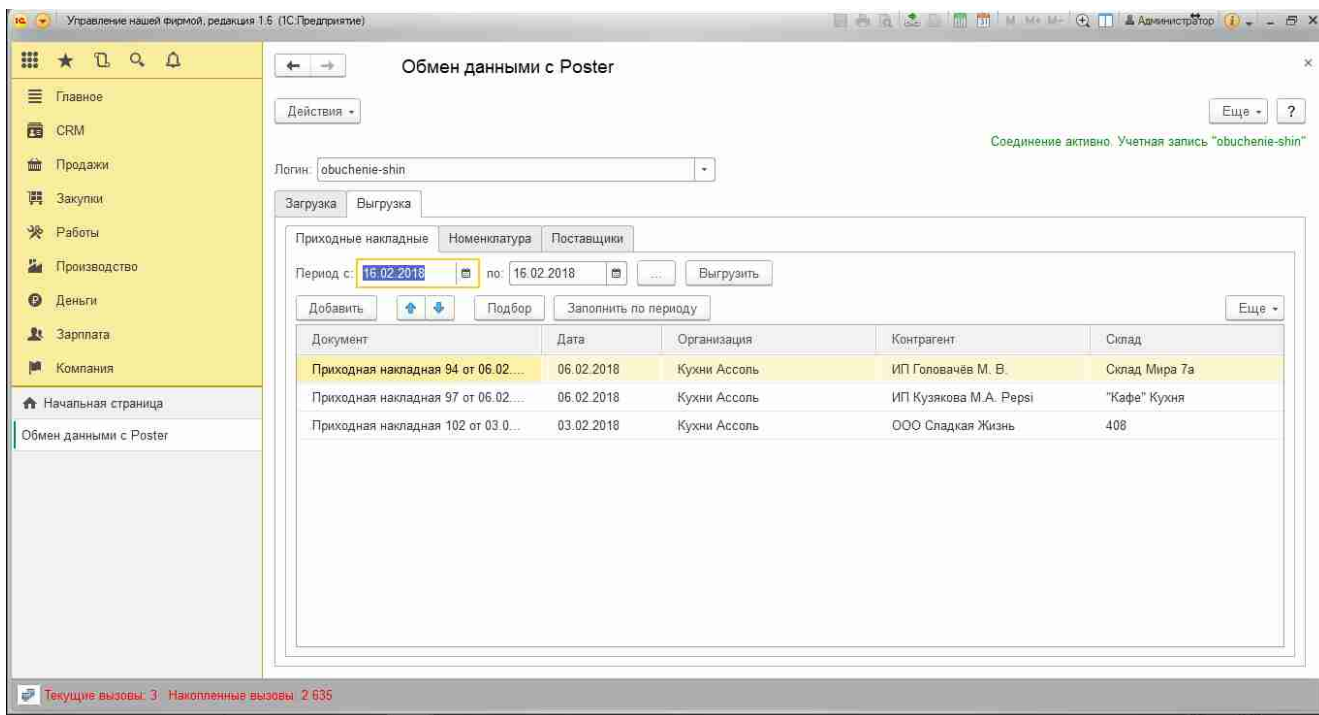 Управление нашей фирмой, редакция 1.6 (1С:Предприятие)
M M+ M- Администратор
Обмен данными с Poster
Главное
CRM
Продажи
Закупки
Работы
Производство
Деньги
Зарплата
Компания
Начальная страница
Обмен данными с Poster
Действия Еще ?
Соединение активно. Учетная запись "obuchenie-shin"
Логин: obuchenie-shin
Загрузка Выгрузка
Приходные накладные Номенклатура Поставщики
Период с: 16.02.2018 по: 16.02.2018 ... Выгрузить
Добавить Подбор Заполнить по периоду Еще
Документ Дата Организация Контрагент Склад
Приходная накладная 94 от 06.02.... 06.02.2018 Кухни Ассоль ИП Головачёв М. В. Склад Мира 7а
Приходная накладная 97 от 06.02.... 06.02.2018 Кухни Ассоль ИП Кузякова М.А. Pepsi "Кафе" Кухня
Приходная накладная 102 от 03.0... 03.02.2018 Кухни Ассоль ООО Сладкая Жизнь 408
Текущие вызовы: 3 Накопленные вызовы: 2 635